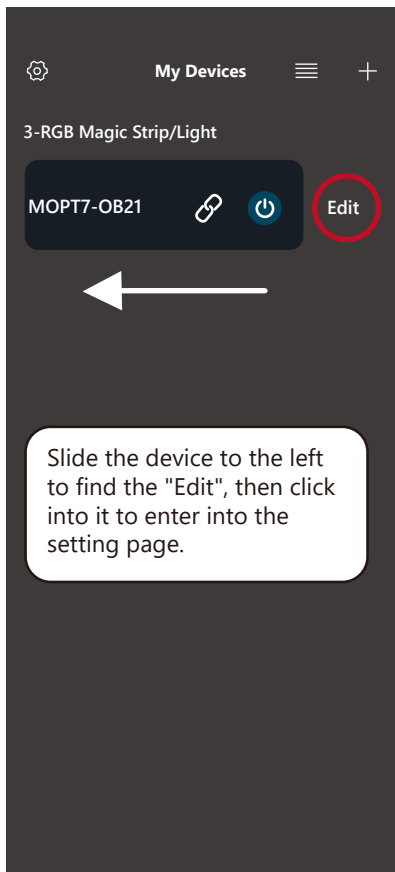 My Devices
3-RGB Magic Strip/Light
MOPT7-OB21
Edit
Slide the device to the left
to find the "Edit", then click
into it to enter into the
setting page.